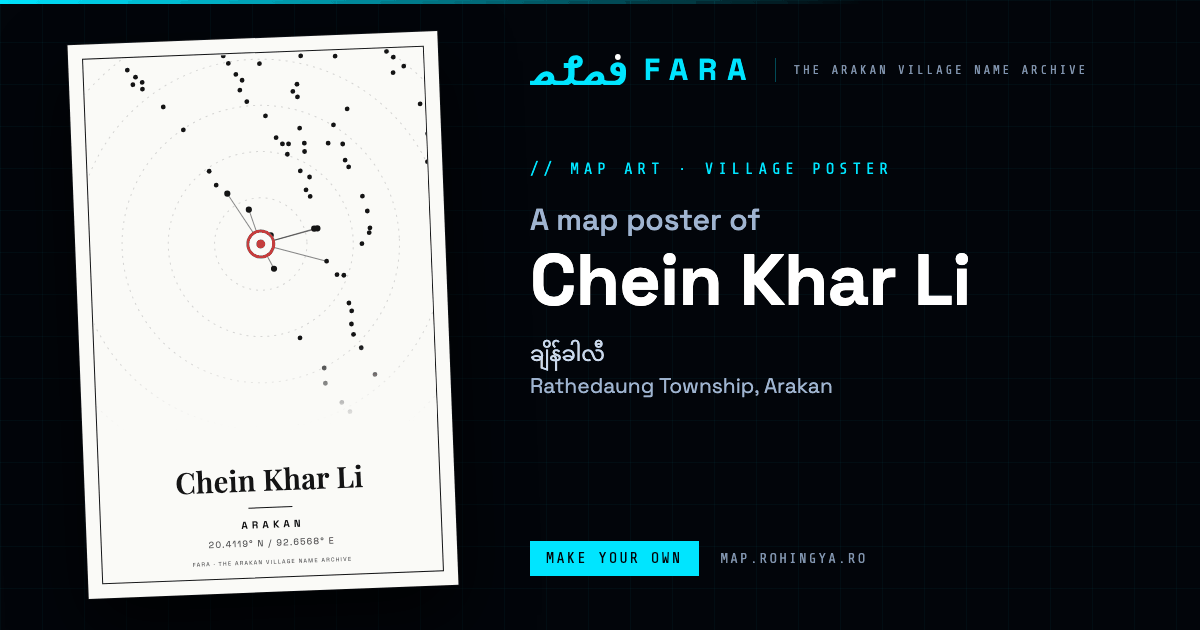 FARA
THE ARAKAN VILLAGE NAME ARCHIVE
// MAP ART · VILLAGE POSTER
A map poster of
Chein Khar Li
ချိန်ခါလီ
Rathedaung Township, Arakan
MAKE YOUR OWN
MAP.ROHINGYA.RO
Chein Khar Li
ARAKAN
20.4119° N / 92.6568° E
FARA · THE ARAKAN VILLAGE NAME ARCHIVE